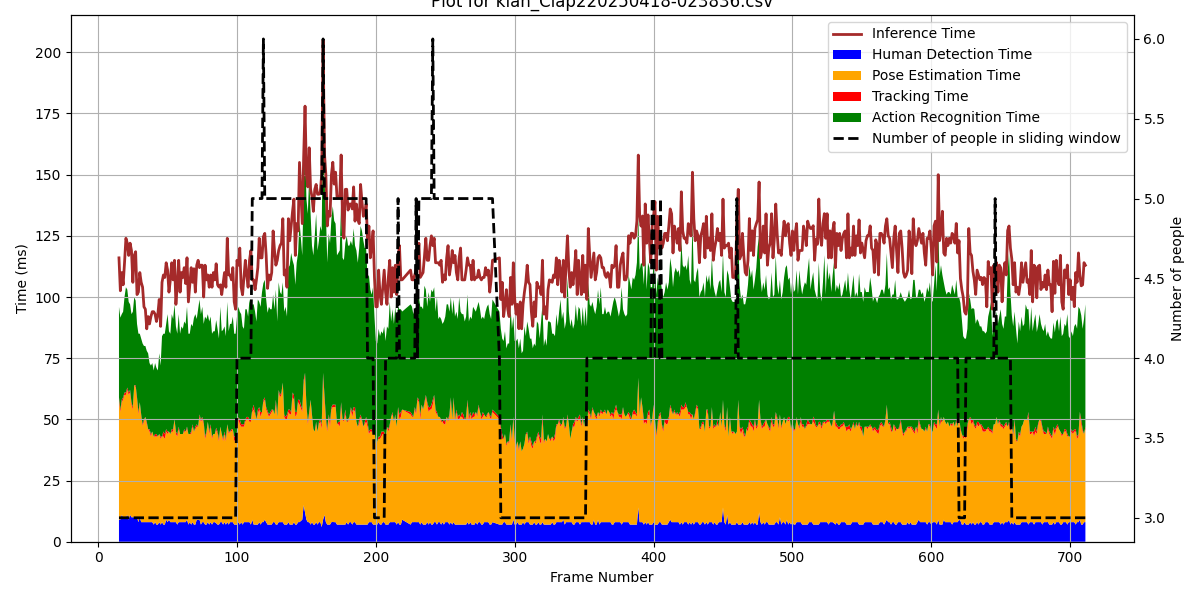 Plot for kian_Clap220250418-023836.csv
Inference Time
Human Detection Time
Pose Estimation Time
Tracking Time
Action Recognition Time
Number of people in sliding window
200
175
150
125
100
75
50
25
0
Time (ms)
6.0
5.5
5.0
4.5
4.0
3.5
3.0
Number of people
0 100 200 300 400 500 600 700
Frame Number